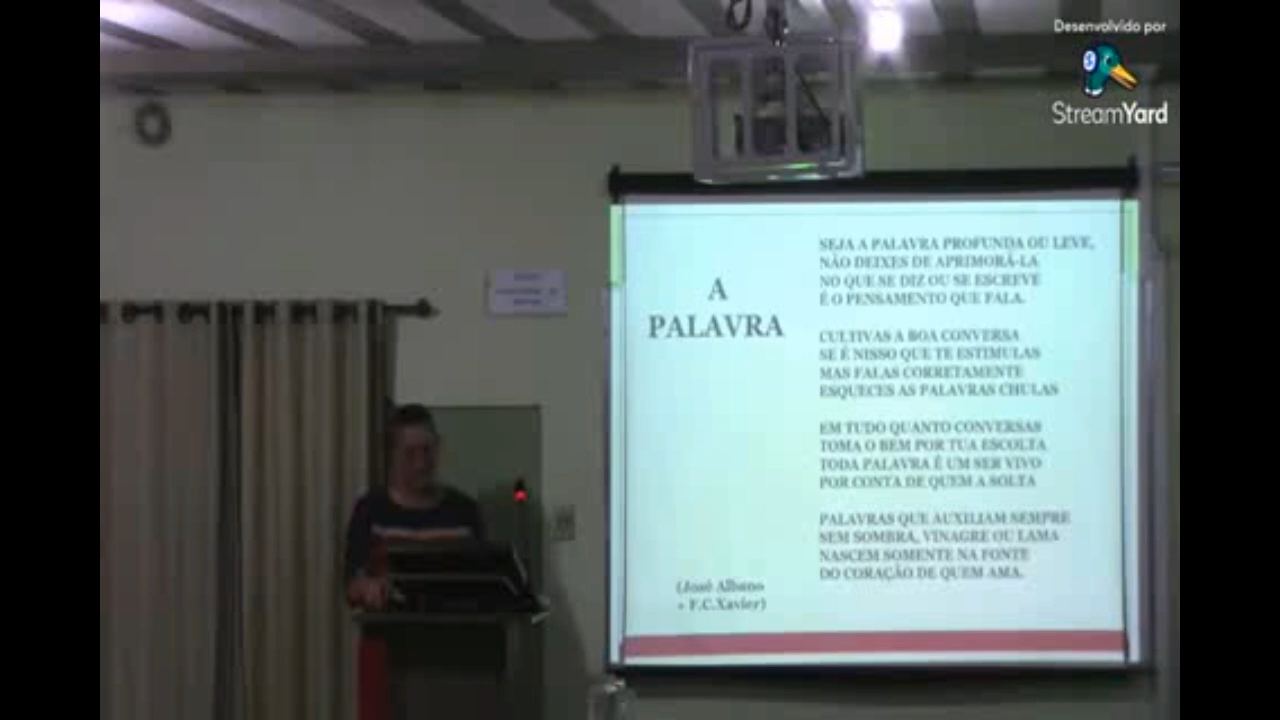 Desenvolvido por
StreamYard
A
PALAVRA
SEJA A PALAVRA PROFUNDA OU LEVE,
NÃO DEIXES DE APRIMORÁ-LA
NO QUE SE DIZ OU SE ESCREVE
É O PENSAMENTO QUE FALA.
CULTIVAS A BOA CONVERSA
SE É NISSO QUE TE ESTIMULAS
MAS FALAS CORRETAMENTE
ESQUECES AS PALAVRAS CHULAS
EM TUDO QUANTO CONVERSAS
TOMA O BEM POR TUA ESCOLTA
TODA PALAVRA É UM SER VIVO
POR CONTA DE QUEM A SOLTA
PALAVRAS QUE AUXILIAM SEMPRE
SEM SOMBRA, VINAGRE OU LAMA
NASCEM SOMENTE NA FONTE
DO CORAÇÃO DE QUEM AMA.
(José Albano
+ F.C.Xavier)